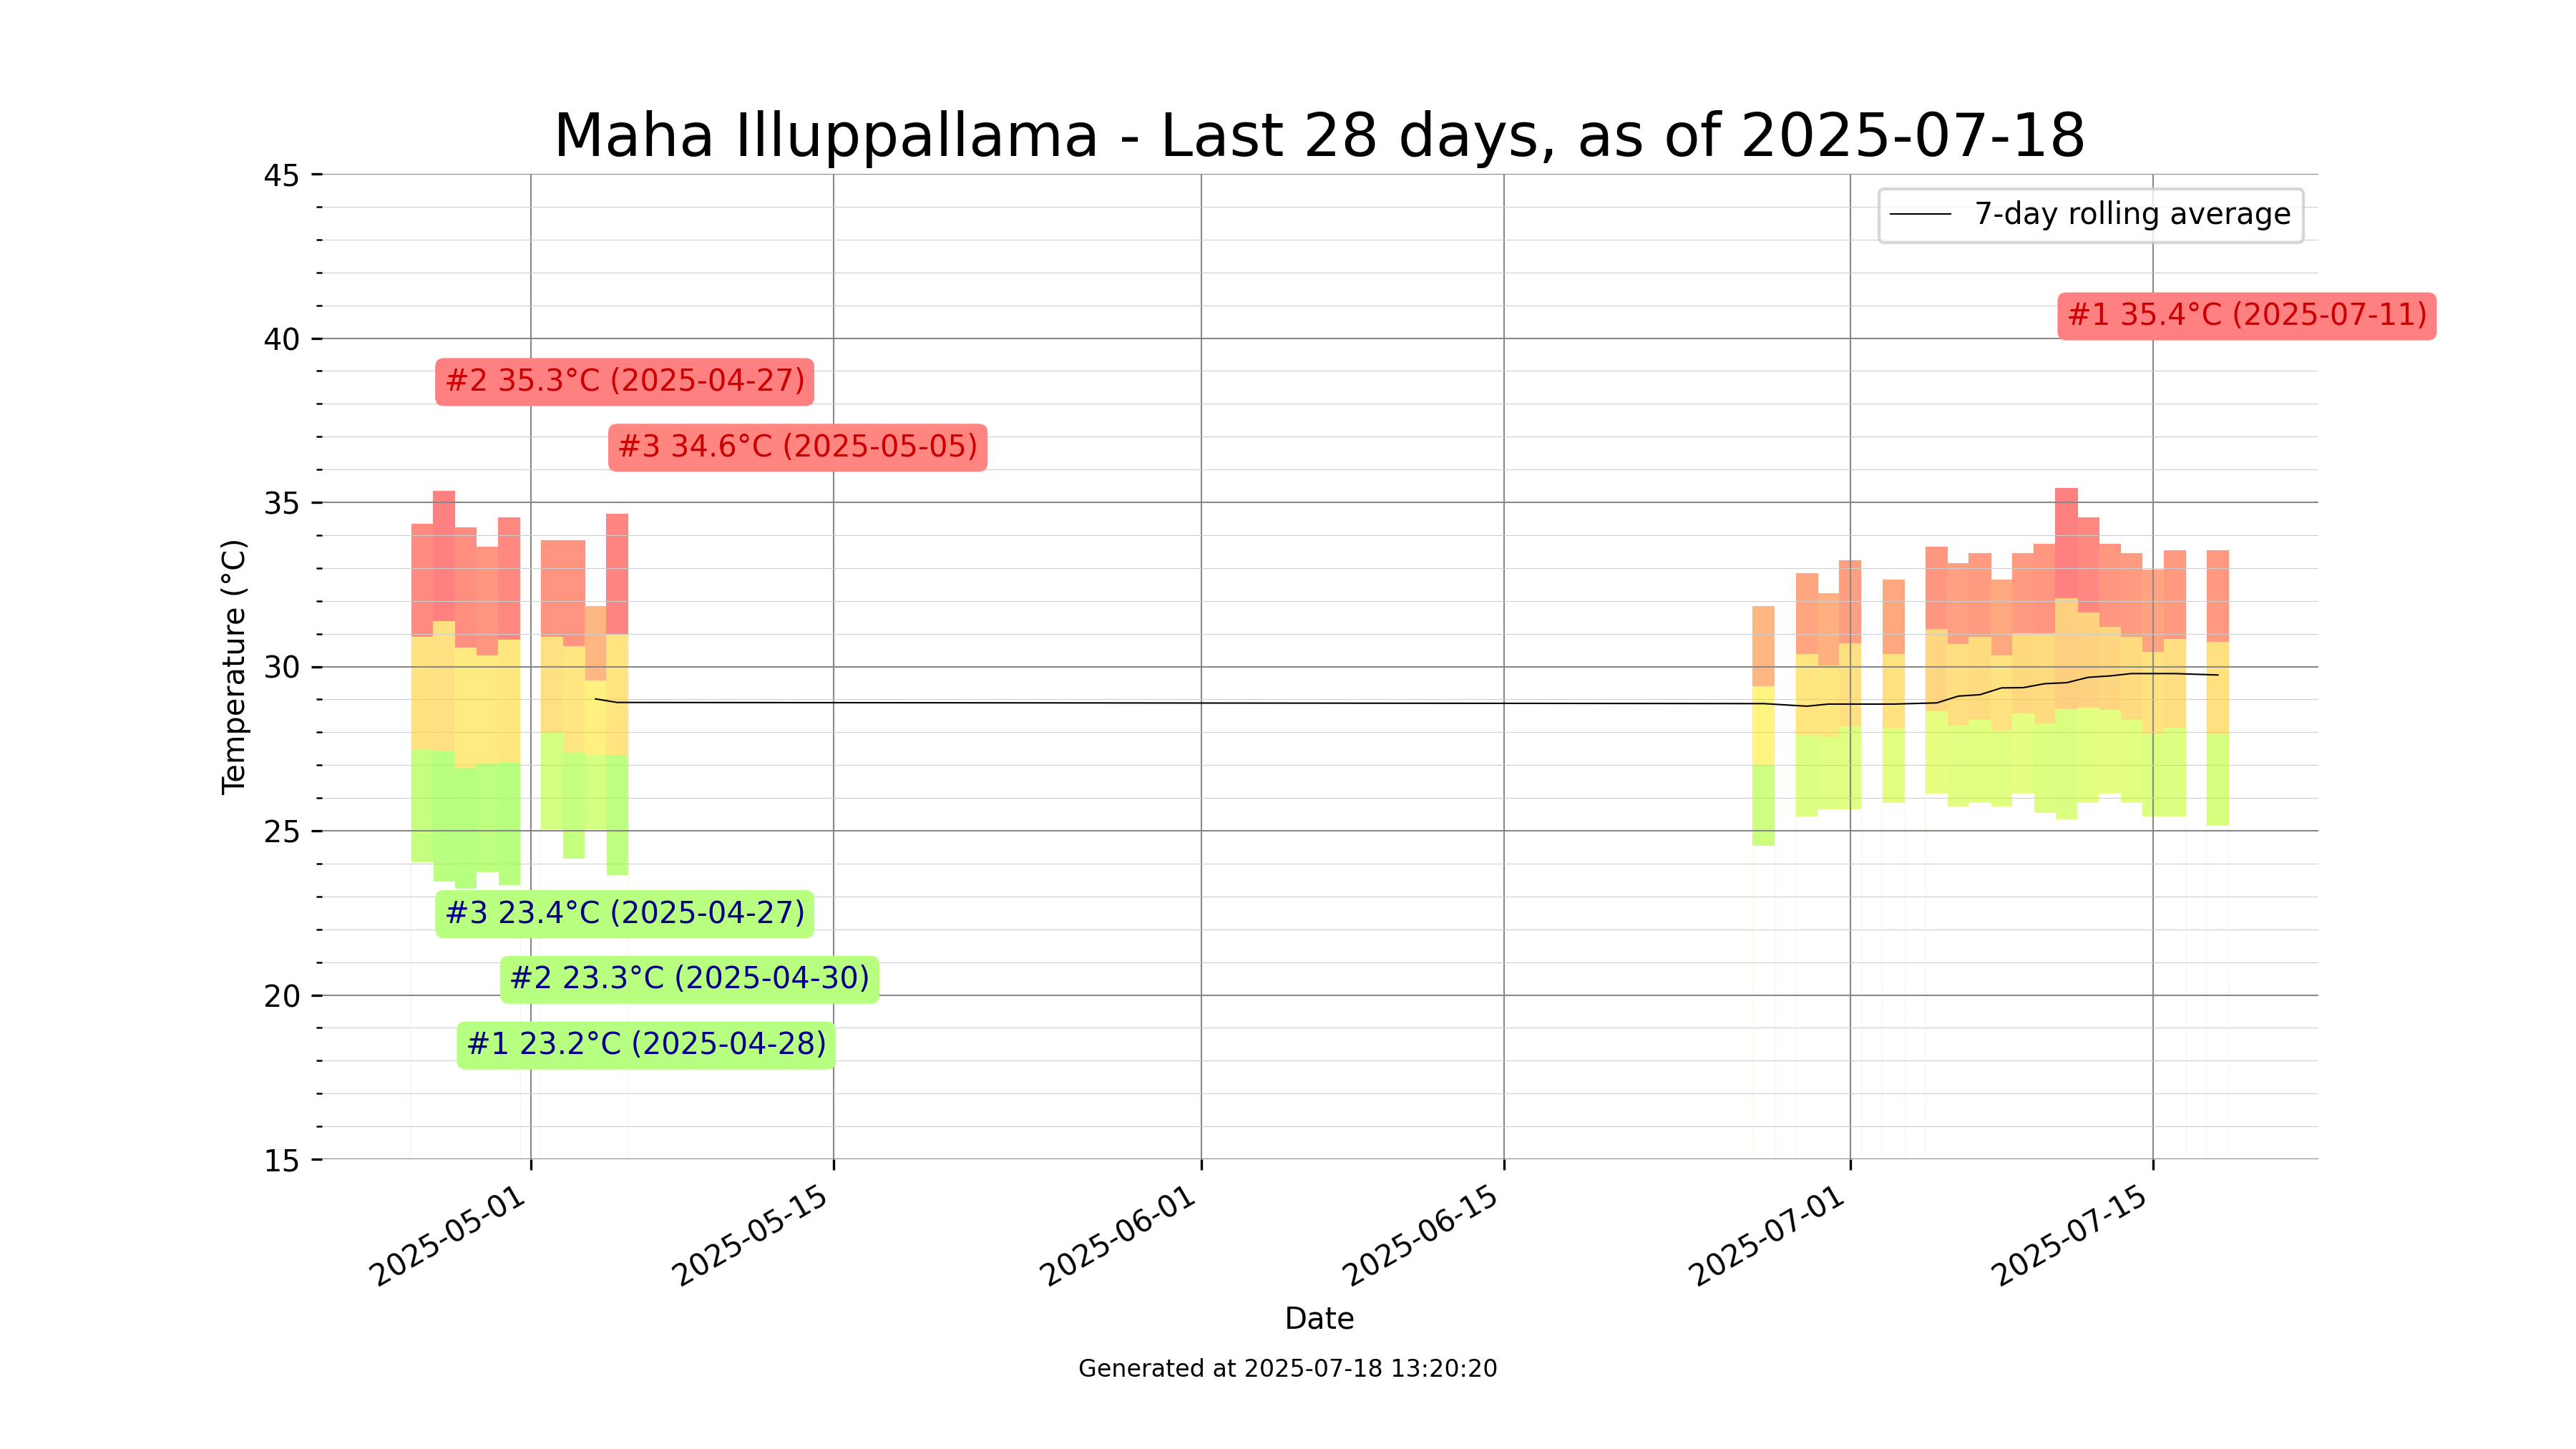 Maha Illuppallama - Last 28 days, as of 2025-07-18
45
7-day rolling average
#1 35.4°C (2025-07-11)
40
#2 35.3°C (2025-04-27)
#3 34.6°C (2025-05-05)
35
30
Temperature (°C)
25
#3 23.4°C (2025-04-27)
#2 23.3°C (2025-04-30)
20
#1 23.2°C (2025-04-28)
15
2025-05-01
2025-05-15
2025-06-01
2025-06-15
2025-07-01
2025-07-15
Date
Generated at 2025-07-18 13:20:20